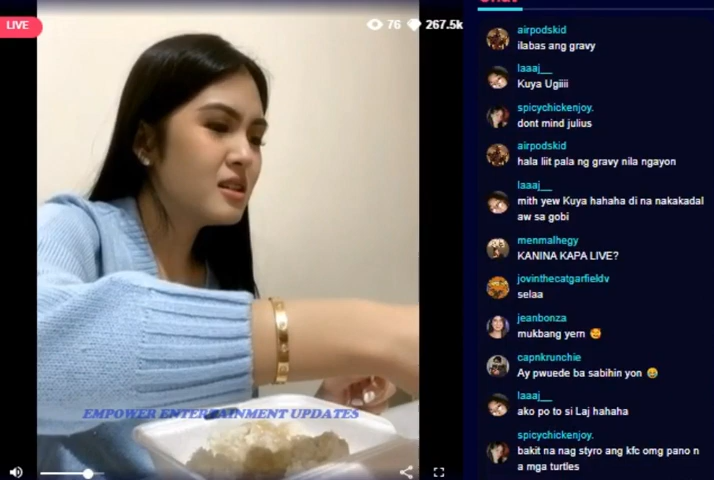 LIVE
76
267.5k
airpodskid
ilabas ang gravy
laaaj__
Kuya Ugiiii
spicychickenjoy.
dont mind julius
airpodskid
hala liit pala ng gravy nila ngayon
laaaj__
mith yew Kuya hahaha di na nakakadal
aw sa gobi
menmalhegy
KANINA KAPA LIVE?
jovinthecatgarfieldv
selaa
jeanbonza
mukbang yern 🤩
capnkrunchie
Ay pwuede ba sabihin yon 😂
laaaj__
ako po to si Laj hahaha
spicychickenjoy.
bakit na nag styro ang kfc omg pano n
a mga turtles
EMPOWER ENTERTAINMENT UPDATES